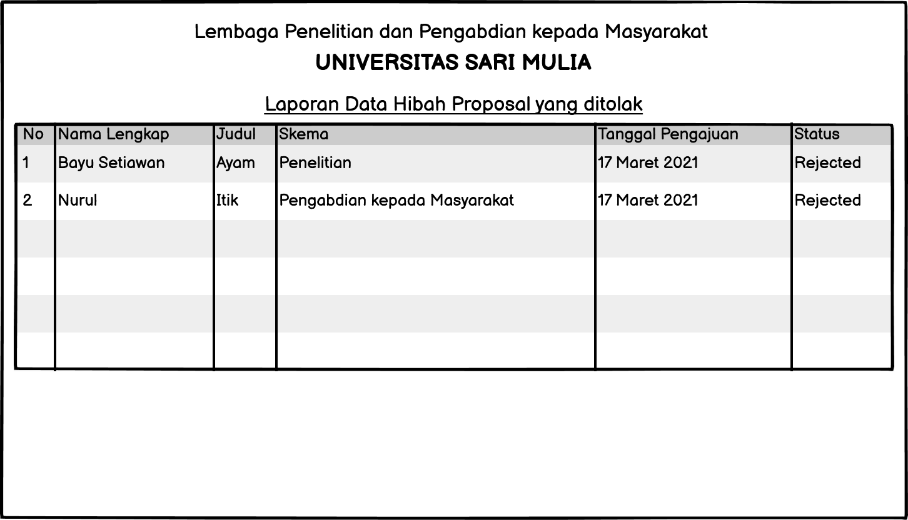 Lembaga Penelitian dan Pengabdian kepada Masyarakat
UNIVERSITAS SARI MULIA
Laporan Data Hibah Proposal yang ditolak
No Nama Lengkap Judul Skema Tanggal Pengajuan Status
1 Bayu Setiawan Ayam Penelitian 17 Maret 2021 Rejected
2 Nurul Itik Pengabdian kepada Masyarakat 17 Maret 2021 Rejected